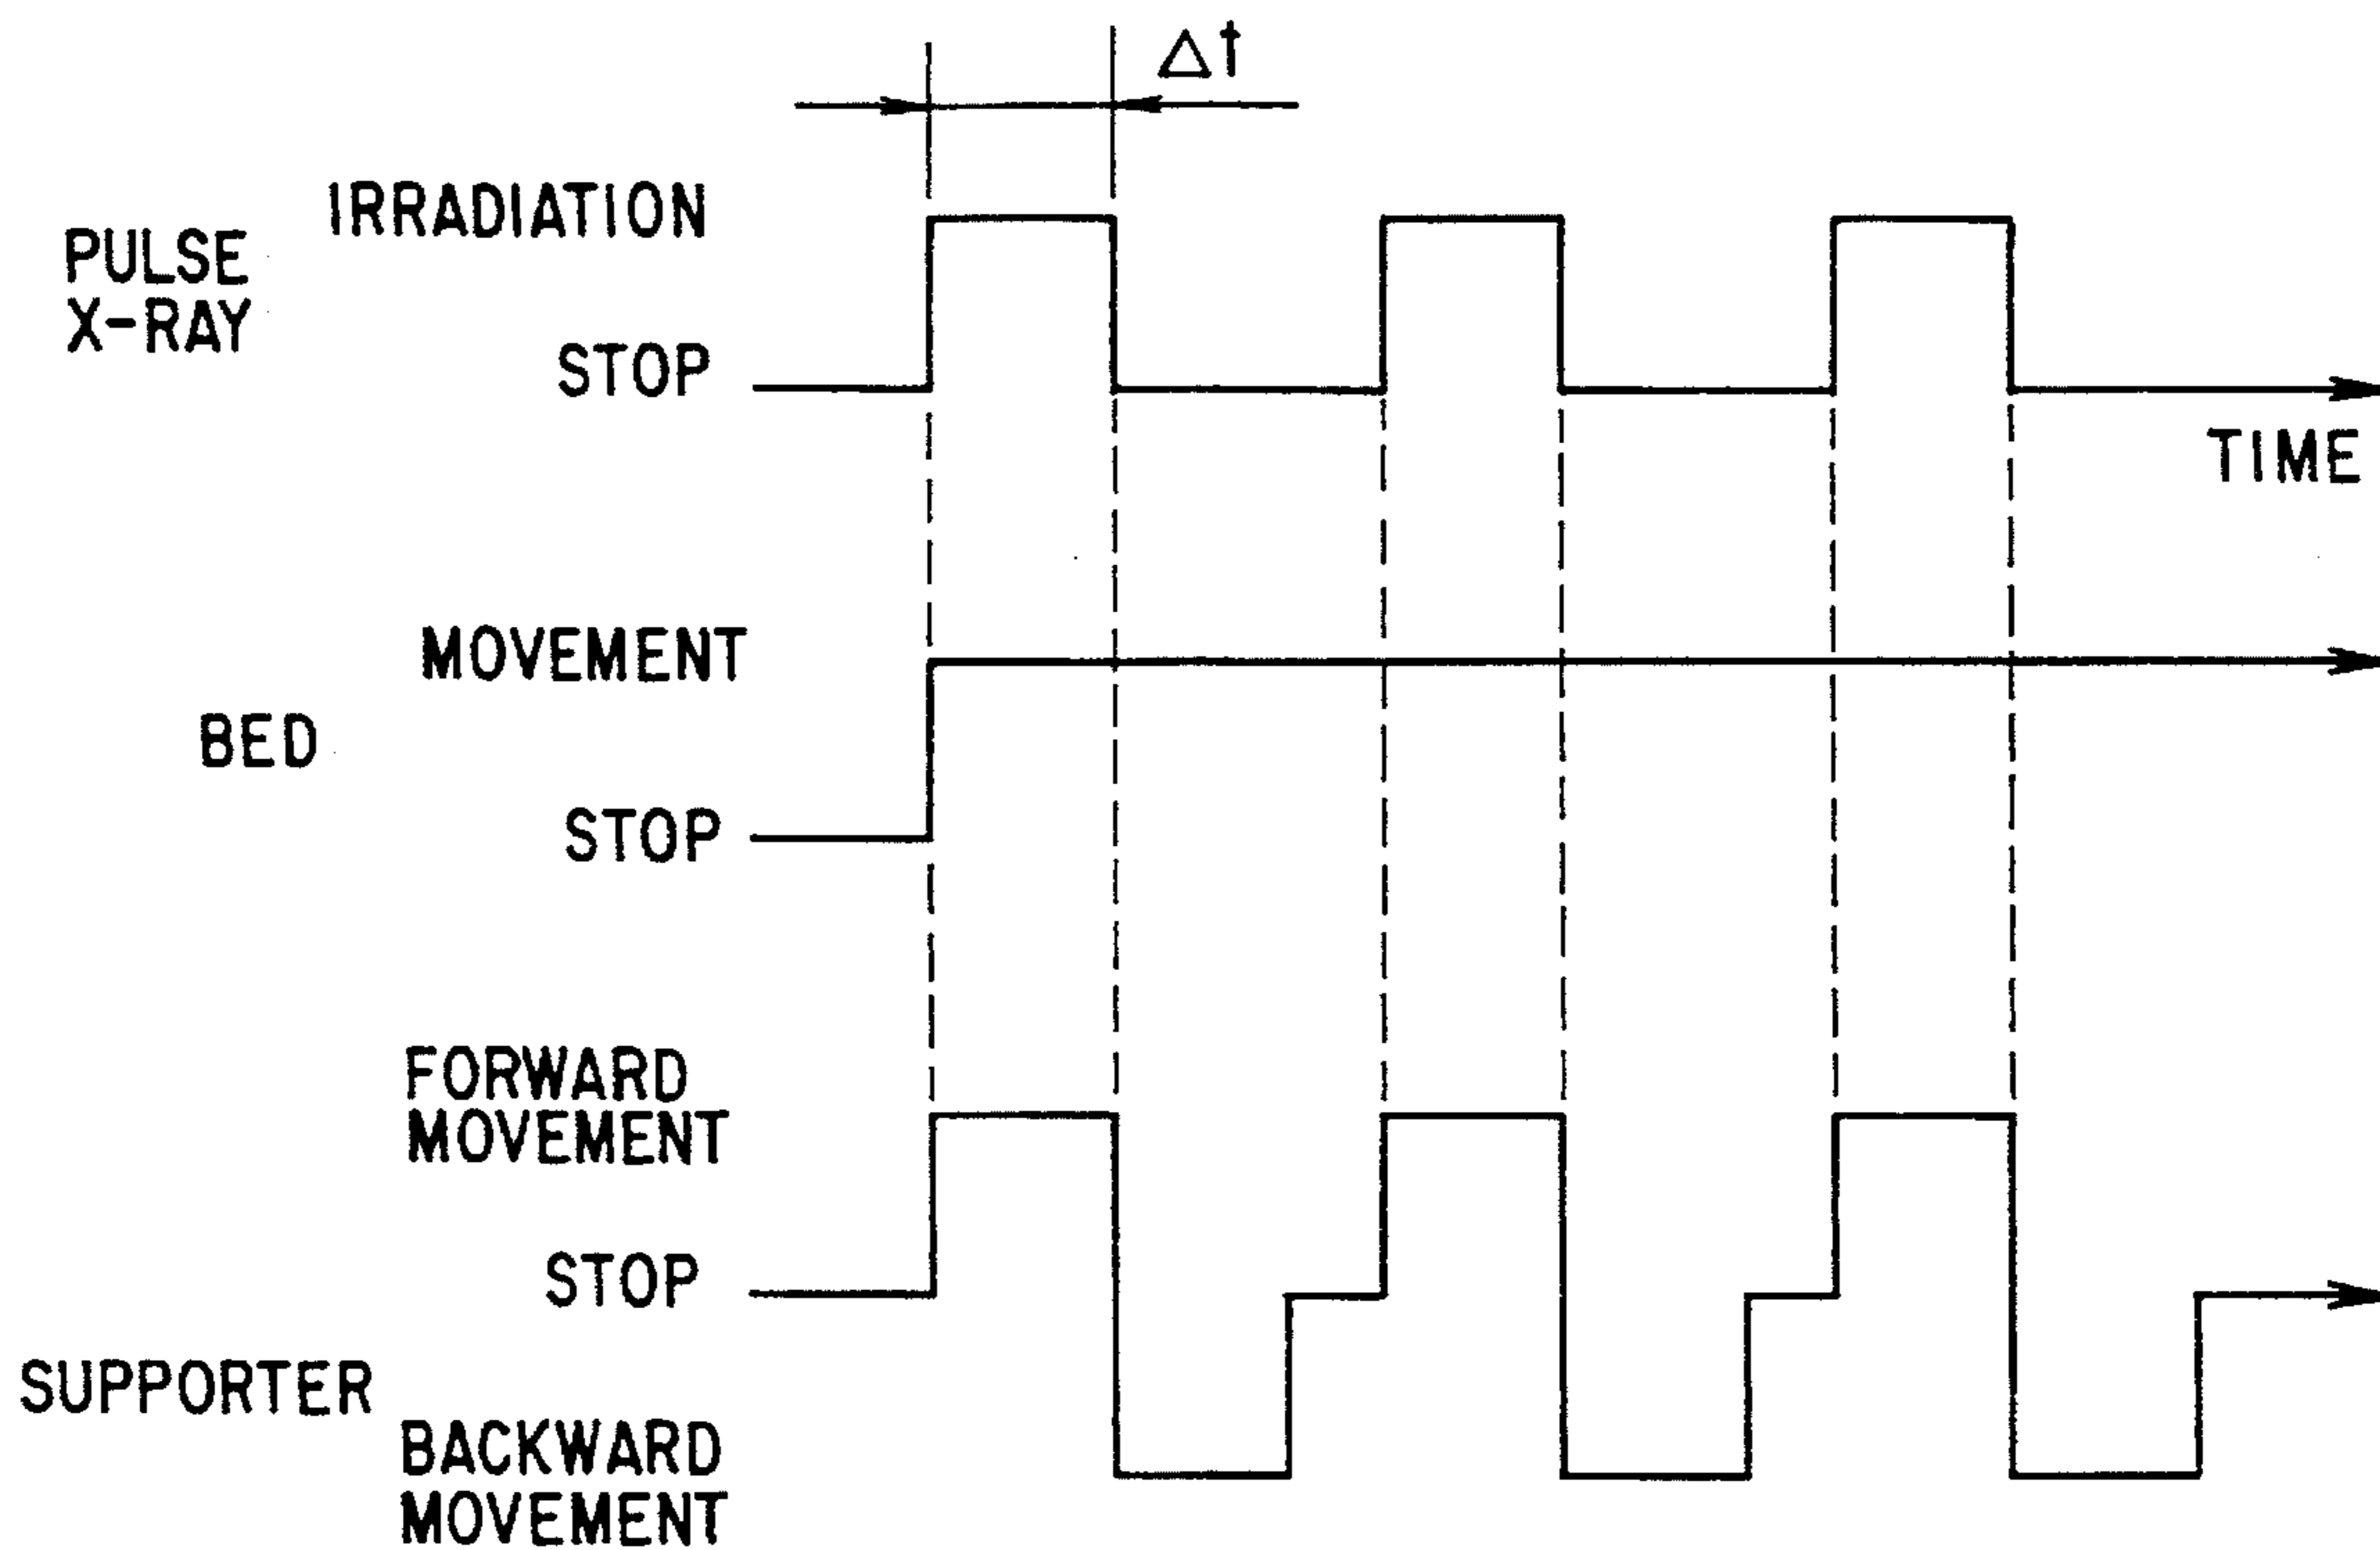 Δt
IRRADIATION
PULSE
X-RAY
STOP
TIME
MOVEMENT
BED
STOP
FORWARD
MOVEMENT
STOP
SUPPORTER
BACKWARD
MOVEMENT